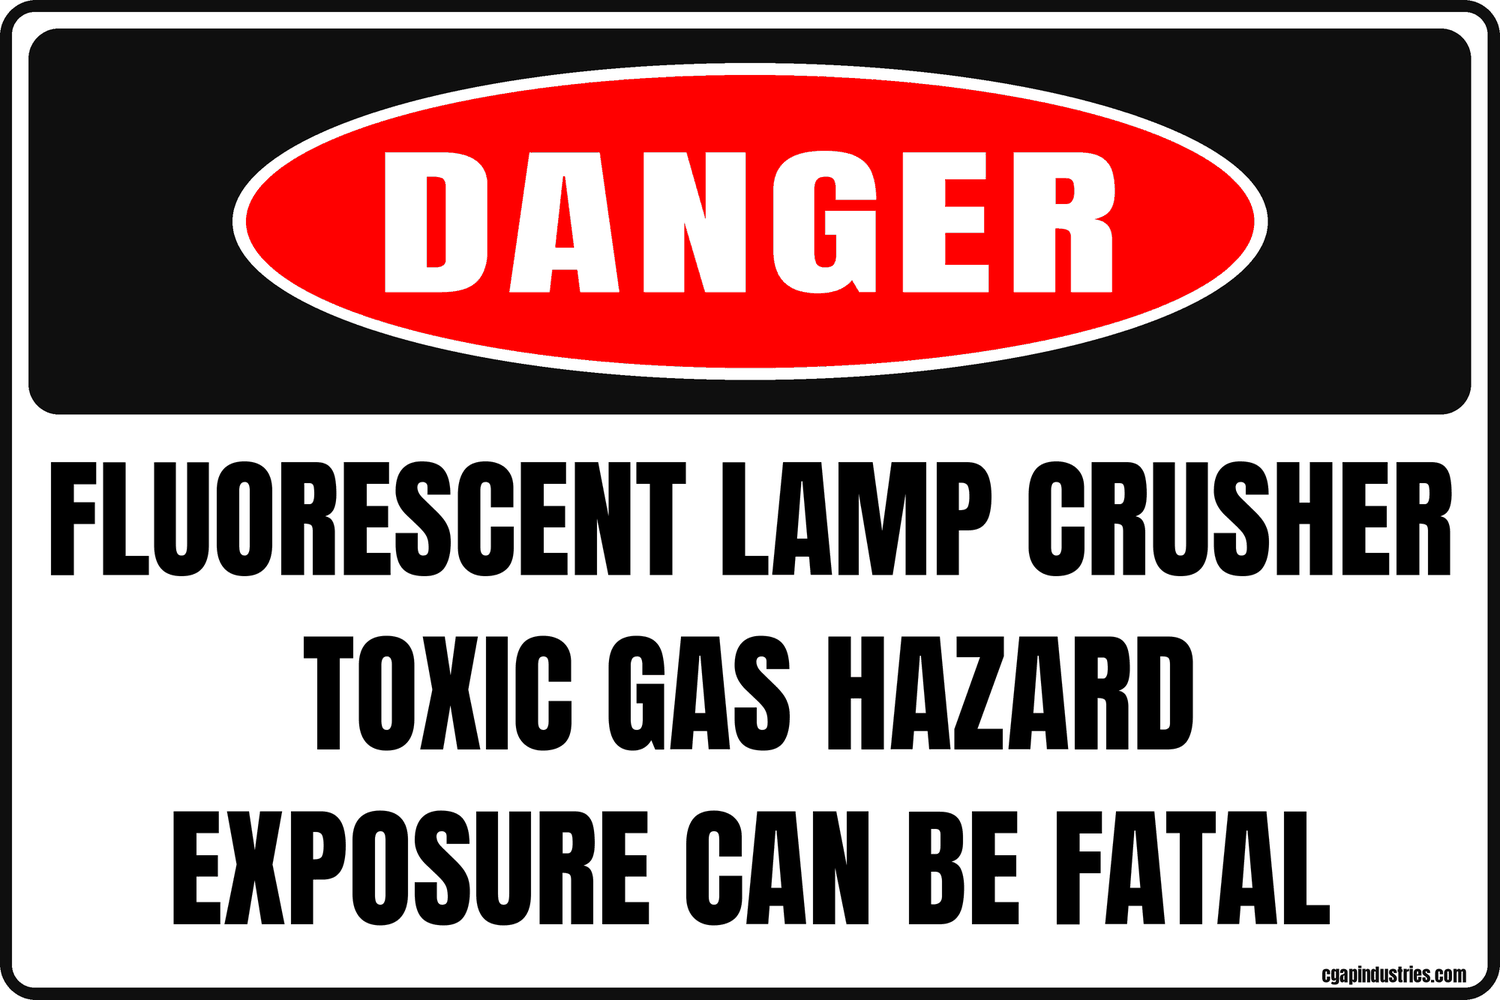 DANGER
FLUORESCENT LAMP CRUSHER
TOXIC GAS HAZARD
EXPOSURE CAN BE FATAL
cgapindustries.com